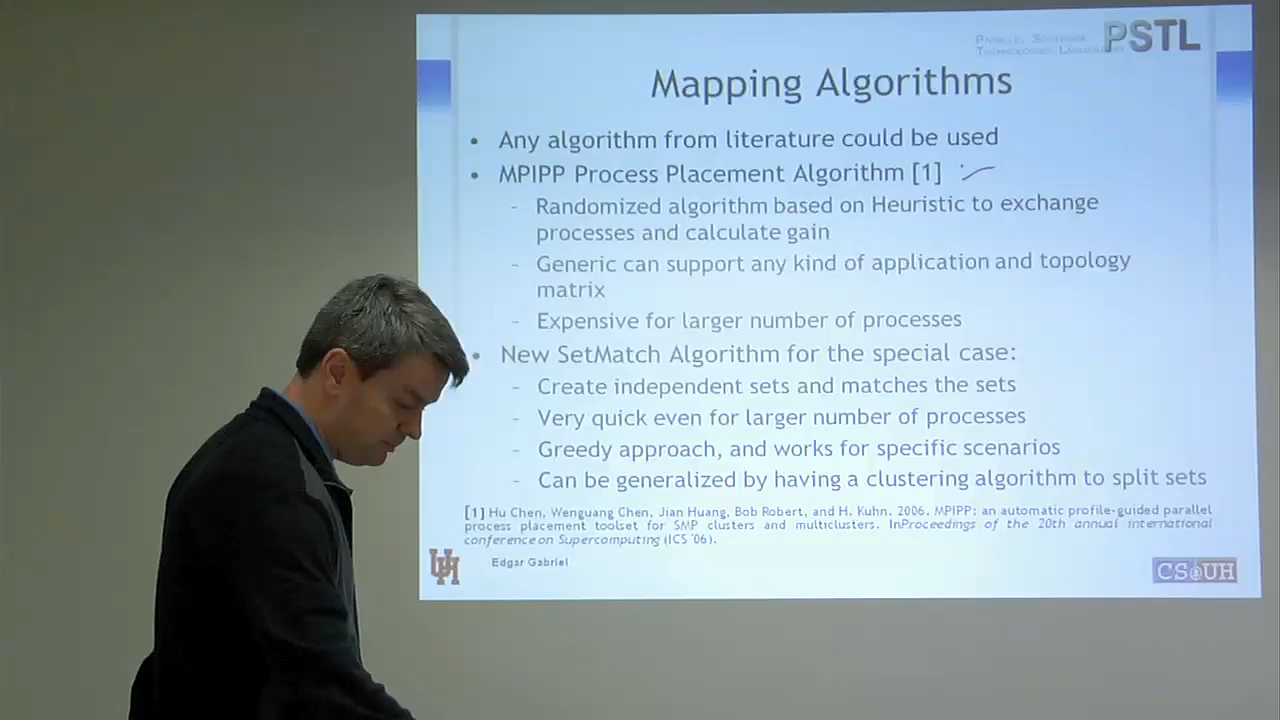 PARALLEL SOFTWARE
TECHNOLOGIES LABORATORY
PSTL
Mapping Algorithms
• Any algorithm from literature could be used
• MPIPP Process Placement Algorithm [1]
- Randomized algorithm based on Heuristic to exchange
processes and calculate gain
- Generic can support any kind of application and topology
matrix
- Expensive for larger number of processes
• New SetMatch Algorithm for the special case:
- Create independent sets and matches the sets
- Very quick even for larger number of processes
- Greedy approach, and works for specific scenarios
- Can be generalized by having a clustering algorithm to split sets
[1] Hu Chen, Wenguang Chen, Jian Huang, Bob Robert, and H. Kuhn. 2006. MPIPP: an automatic profile-guided parallel
process placement toolset for SMP clusters and multiclusters. InProceedings of the 20th annual international
conference on Supercomputing (ICS '06).
UH
Edgar Gabriel
CS@UH